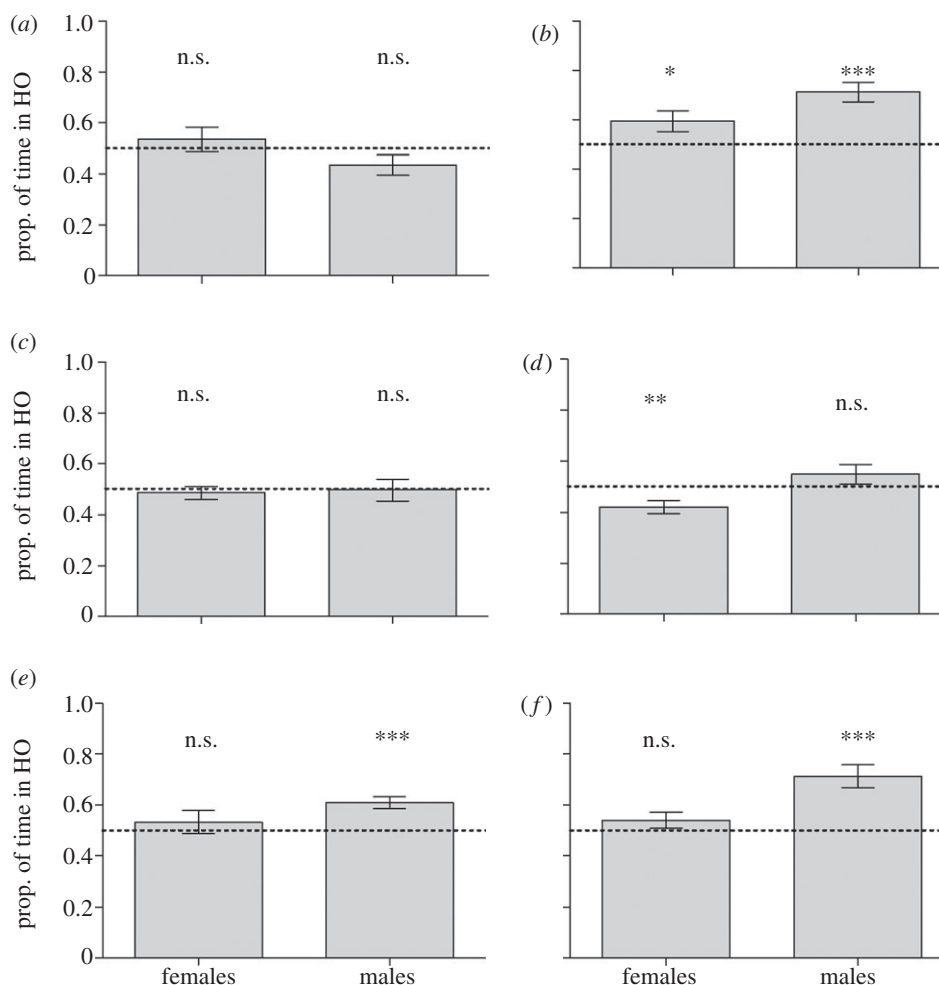 (a)
1.0
0.8
0.6
0.4
0.2
0
prop. of time in HO
n.s.
n.s.
(b)
*
***
(c)
1.0
0.8
0.6
0.4
0.2
0
prop. of time in HO
n.s.
n.s.
(d)
**
n.s.
(e)
1.0
0.8
0.6
0.4
0.2
0
prop. of time in HO
n.s.
***
females
males
(f)
n.s.
***
females
males